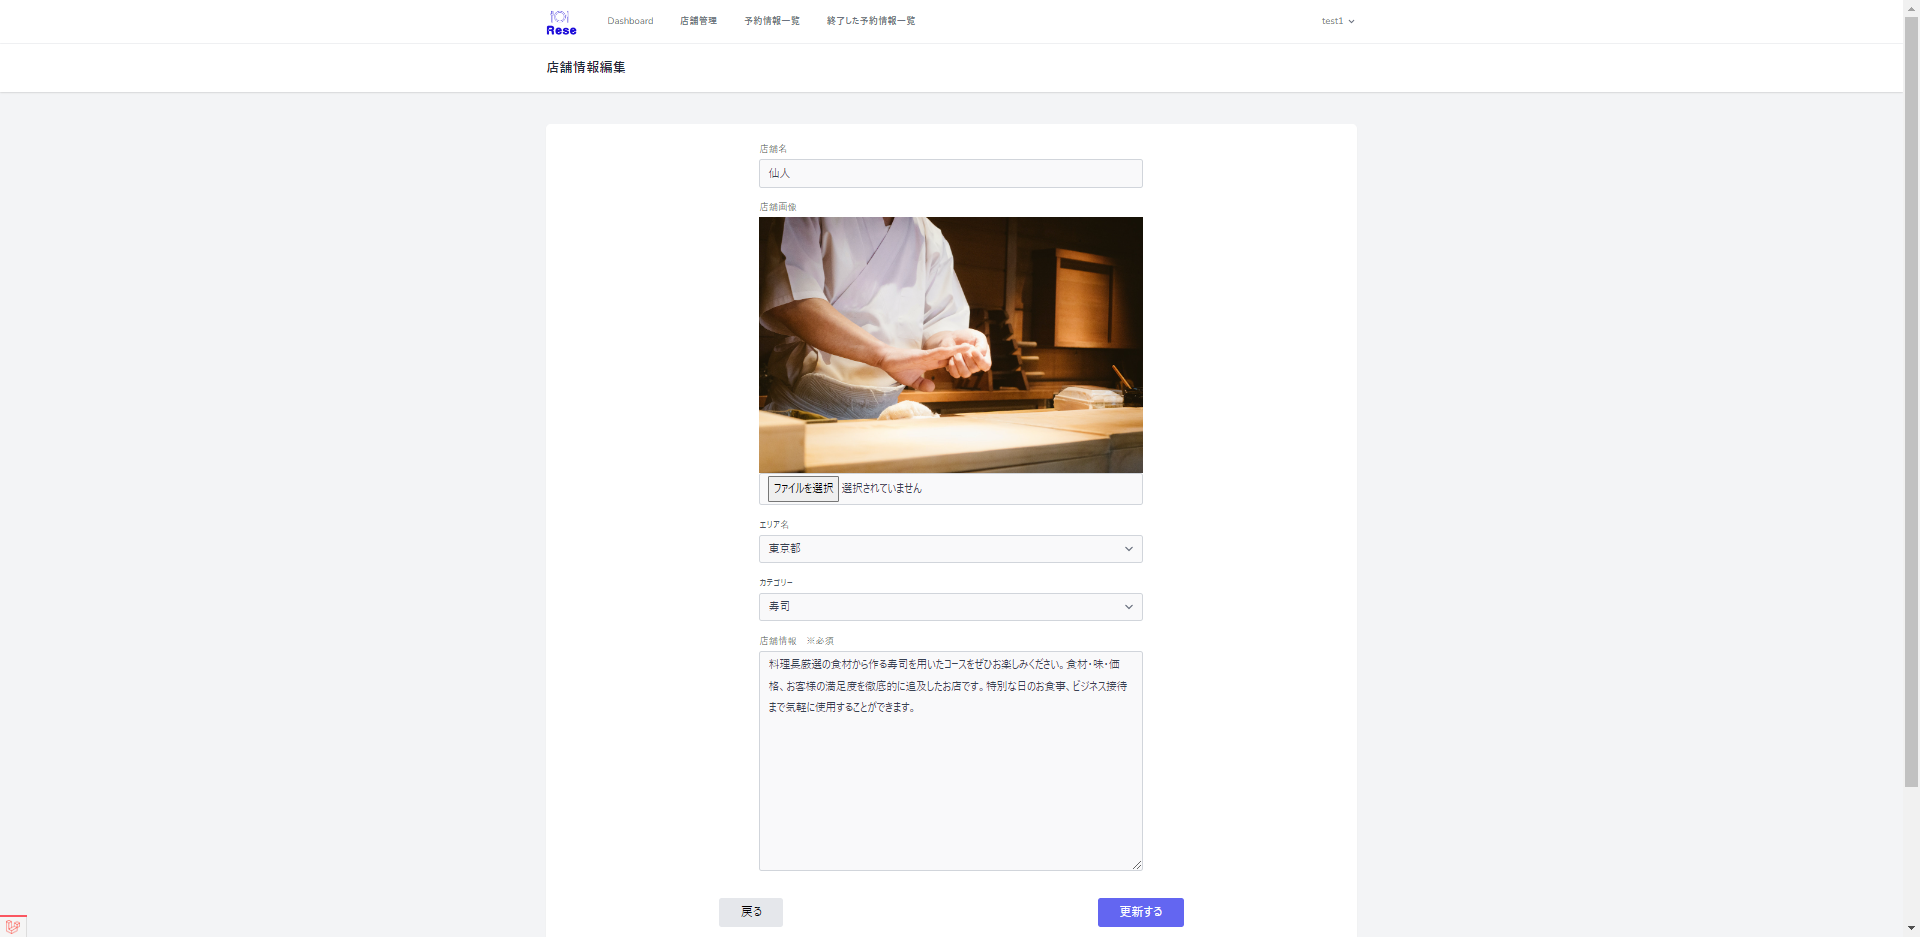 Rese
Dashboard
店舗管理
予約情報一覧
終了した予約情報一覧
test1
店舗情報編集
店舗名
仙人
店舗画像
ファイルを選択 選択されていません
エリア名
東京都
カテゴリー
寿司
店舗情報　※必須
料理長厳選の食材から作る寿司を用いたコースをぜひお楽しみください。食材・味・価
格、お客様の満足度を徹底的に追及したお店です。特別な日のお食事、ビジネス接待
まで気軽に使用することができます。
戻る
更新する